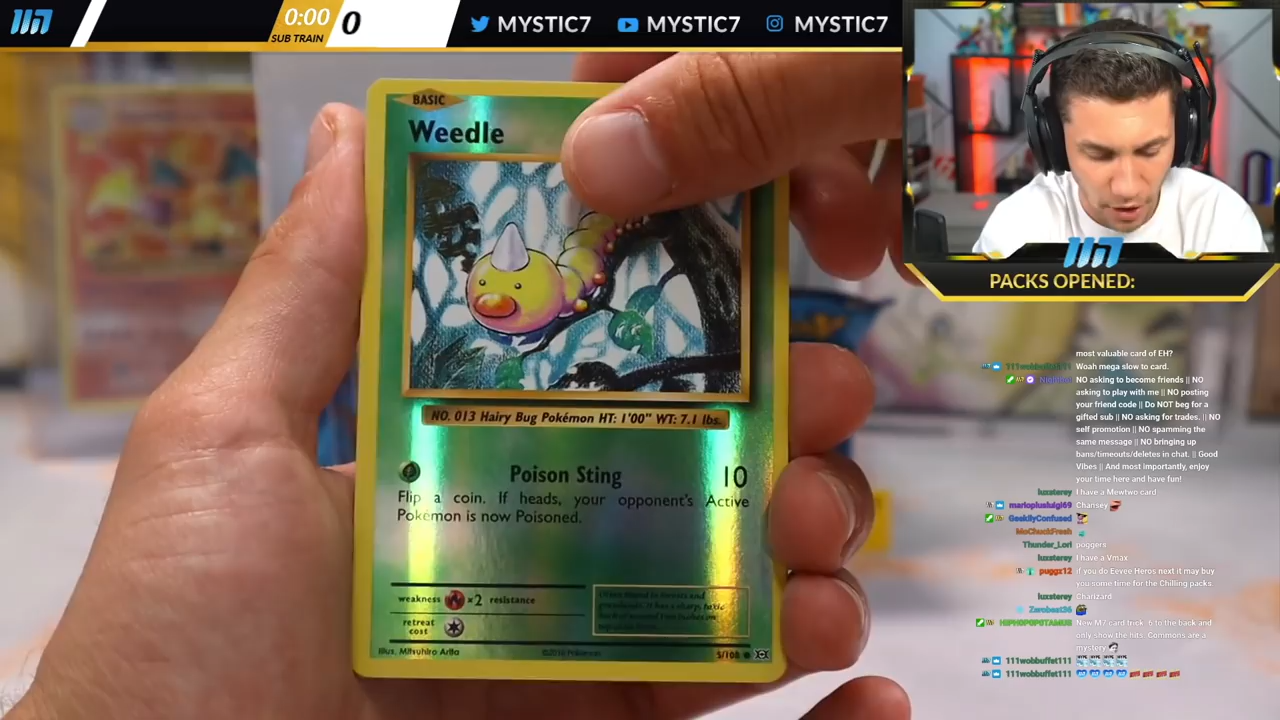 0:00
SUB TRAIN
0
MYSTIC7
MYSTIC7
MYSTIC7
PACKS OPENED:
BASIC
Weedle
NO. 013 Hairy Bug Pokémon HT: 1'00" WT: 7.1 lbs.
Poison Sting 10
Flip a coin. If heads, your opponent's Active
Pokémon is now Poisoned.
weakness ×2 resistance
retreat
cost
Illus. Mitsuhiro Arita
©2016 Pokémon
5/108
most valuable card of EH?
111wobbuffet111 Woah mega slow to card.
NO asking to become friends || NO
asking to play with me || NO posting
your friend code || Do NOT beg for a
gifted sub || NO asking for trades. || NO
self promotion || NO spamming the
same message || NO bringing up
bans/timeouts/deletes in chat. || Good
Vibes || And most importantly, enjoy
your time here and have fun!
luxsterey I have a Mewtwo card
marioplusluigi69 Chansey
GeekilyConfused
MoChuckFresh
Thunder_Lori poggers
luxsterey I have a Vmax
puggz12 if you do Eevee Heros next it may buy
you some time for the Chilling packs
luxsterey Charizard
Zerobeat36
HIPHOPOPOTAMUS New M7 card trick- 6 to the back and
only show the hits. Commons are a
mystery
111wobbuffet111
111wobbuffet111